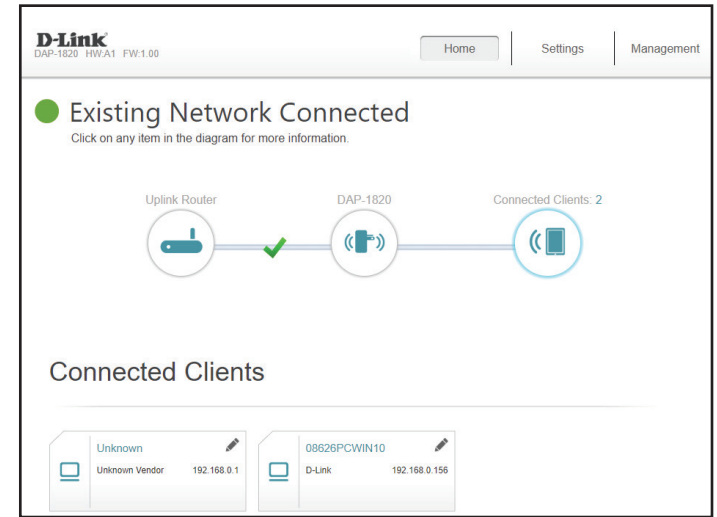 D-Link
DAP-1820 HW:A1 FW:1.00
Home Settings Management
Existing Network Connected
Click on any item in the diagram for more information.
Uplink Router DAP-1820 Connected Clients: 2
Connected Clients
Unknown
Unknown Vendor 192.168.0.1
08626PCWIN10
D-Link 192.168.0.156